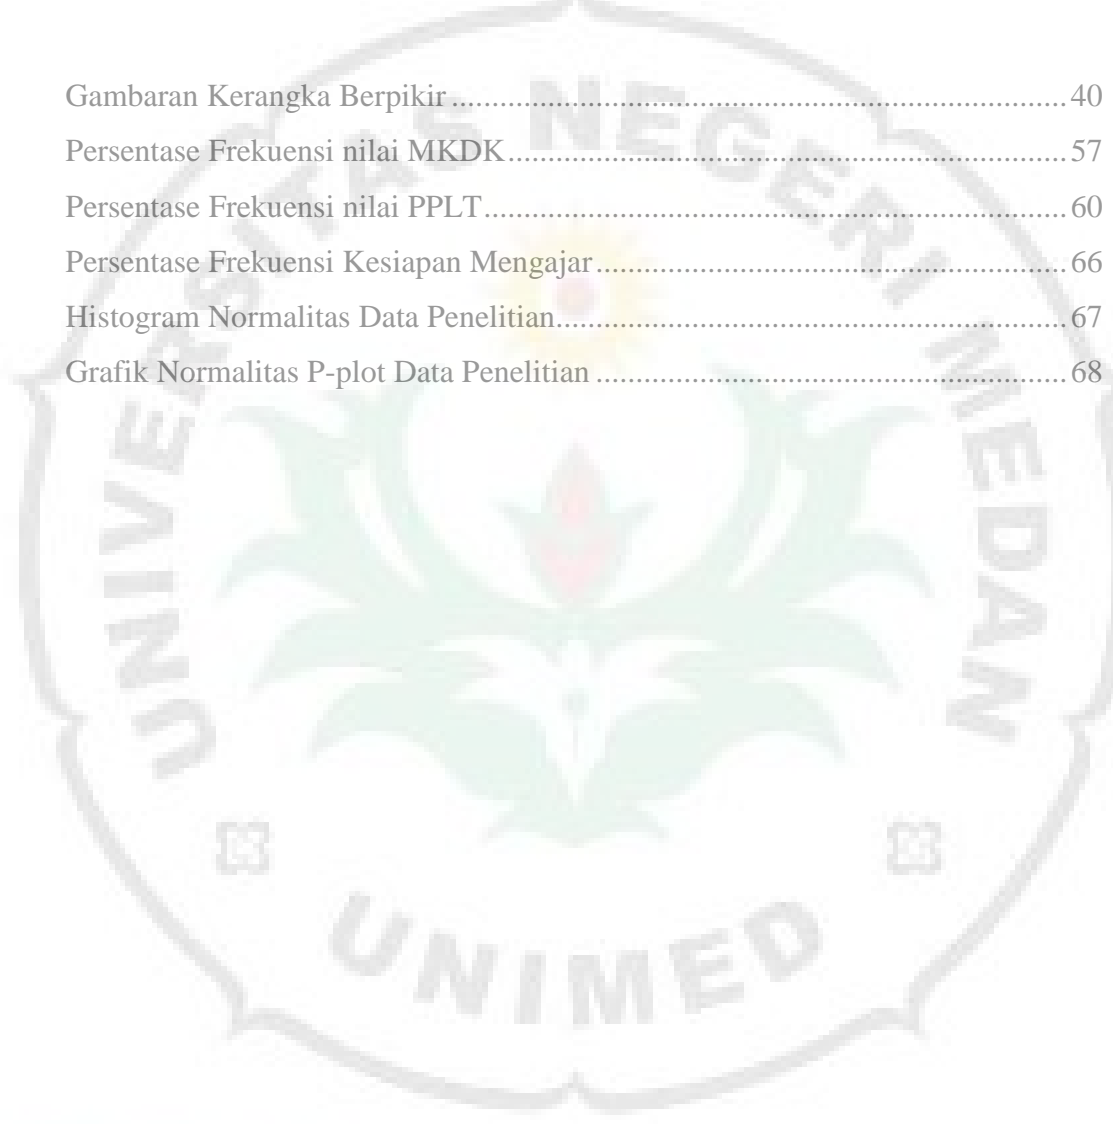 Gambaran Kerangka Berpikir ............................................................................ 40
Persentase Frekuensi nilai MKDK ..................................................................... 57
Persentase Frekuensi nilai PPLT ........................................................................ 60
Persentase Frekuensi Kesiapan Mengajar .......................................................... 66
Histogram Normalitas Data Penelitian ............................................................... 67
Grafik Normalitas P-plot Data Penelitian .......................................................... 68
UNIVERSITAS NEGERI MEDAN
UNIMED